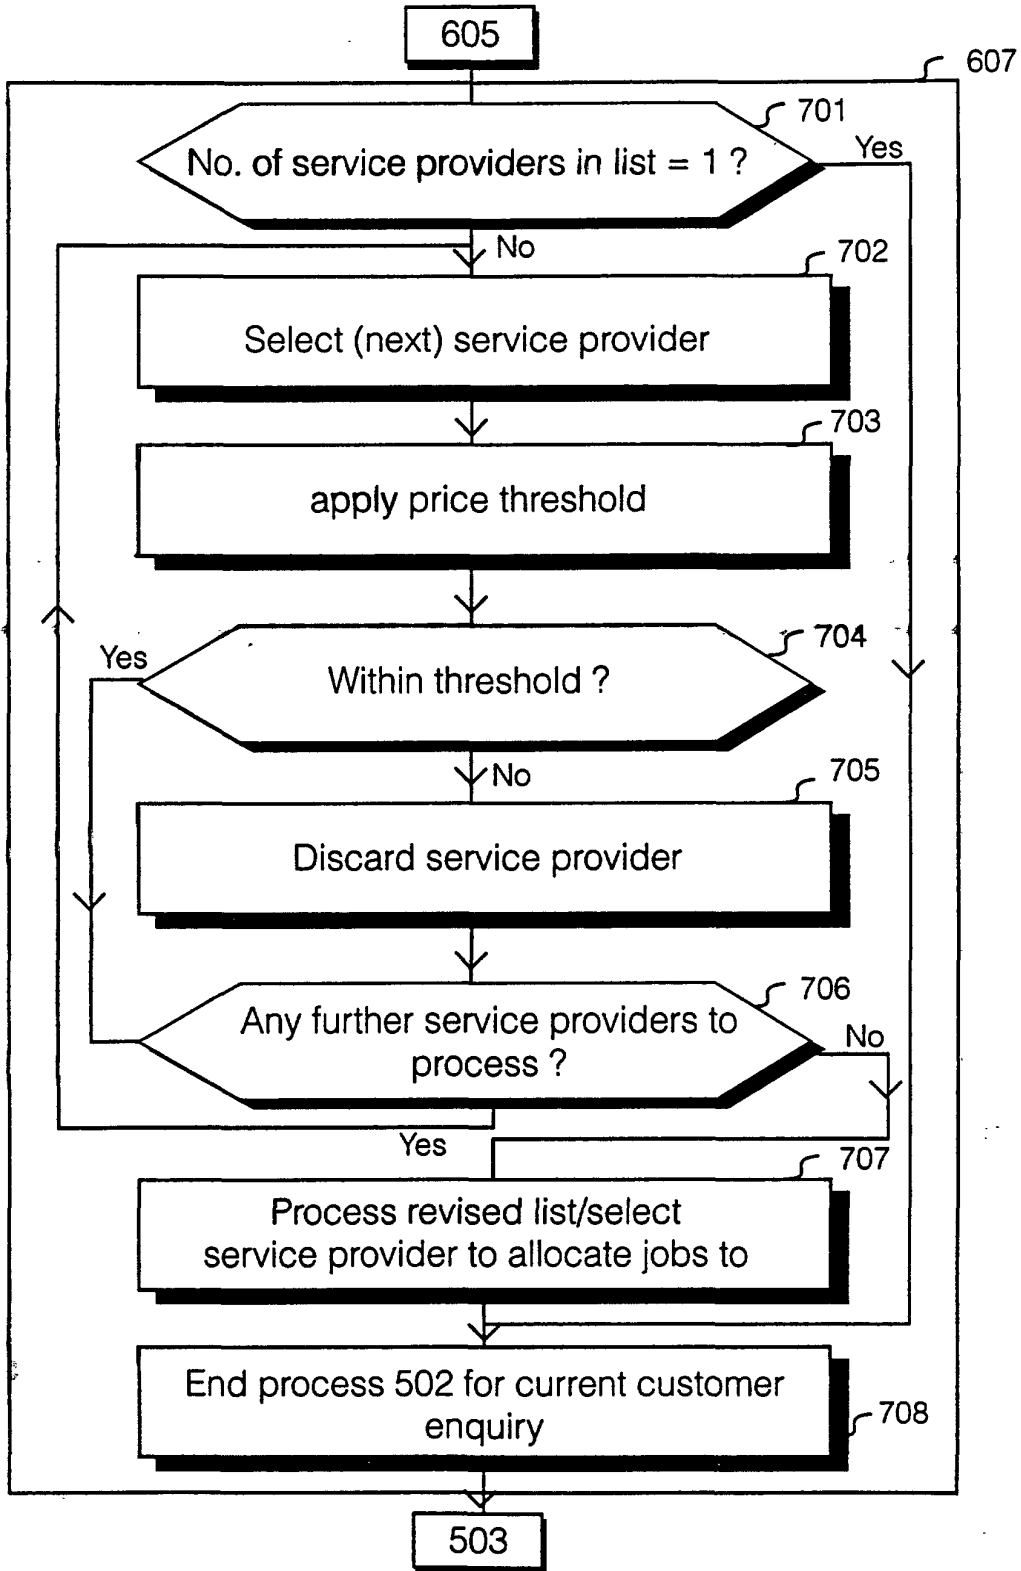 605
607
701
No. of service providers in list = 1 ?
Yes
No
702
Select (next) service provider
703
apply price threshold
704
Yes
Within threshold ?
No
705
Discard service provider
706
Any further service providers to
process ?
No
Yes
707
Process revised list/select
service provider to allocate jobs to
End process 502 for current customer
enquiry
708
503